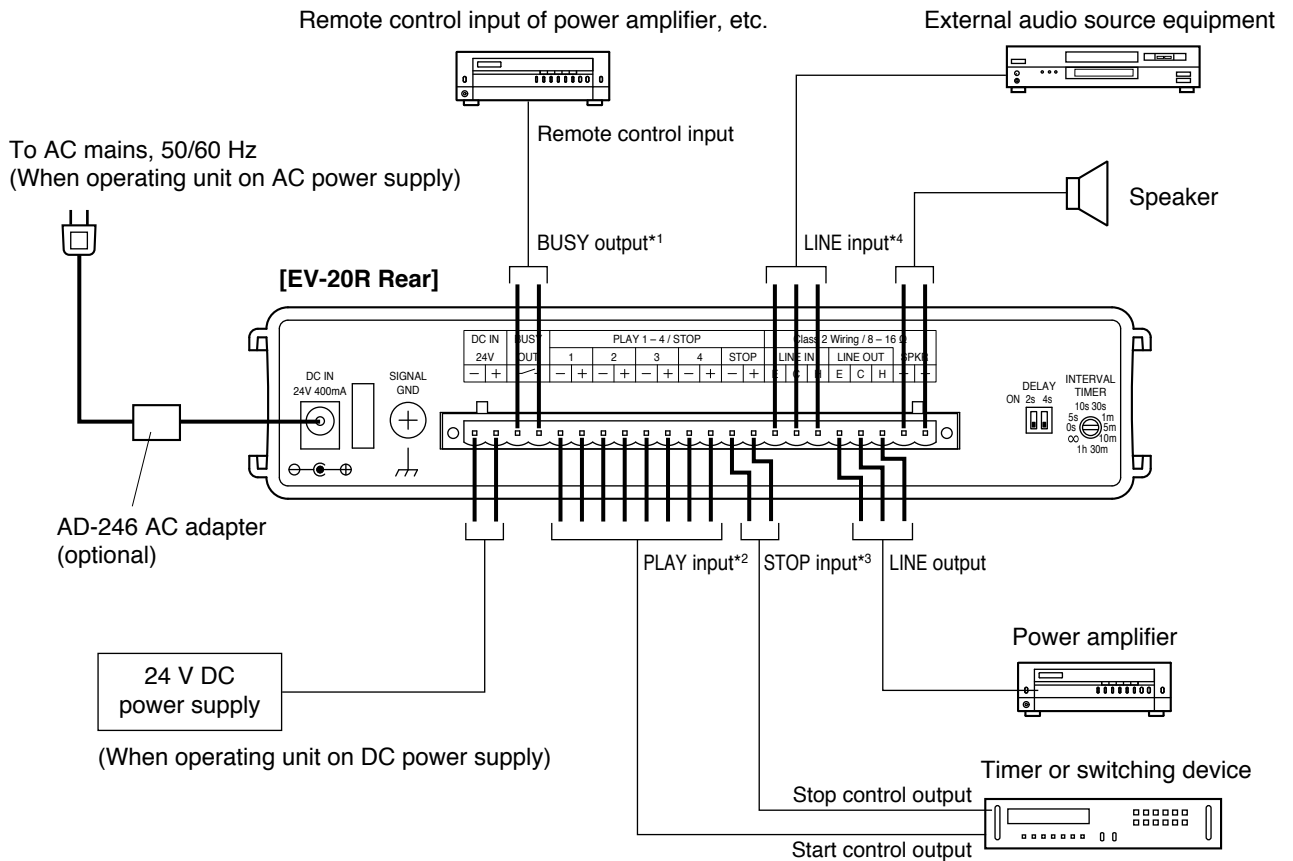 Remote control input of power amplifier, etc.
External audio source equipment
Remote control input
To AC mains, 50/60 Hz
(When operating unit on AC power supply)
Speaker
BUSY output*1
LINE input*4
[EV-20R Rear]
DC IN BUSY PLAY 1 – 4 / STOP Class 2 Wiring / 8 – 16 Ω
24V OUT 1 2 3 4 STOP LINE IN LINE OUT SPKR
− + − + − + − + − + − + E C H E C H − +
DC IN
24V 400mA
SIGNAL
GND
DELAY
ON 2s 4s
INTERVAL
TIMER
10s 30s
5s 1m
0s 5m
∞ 10m
1h 30m
AD-246 AC adapter
(optional)
PLAY input*2
STOP input*3
LINE output
24 V DC
power supply
(When operating unit on DC power supply)
Power amplifier
Timer or switching device
Stop control output
Start control output